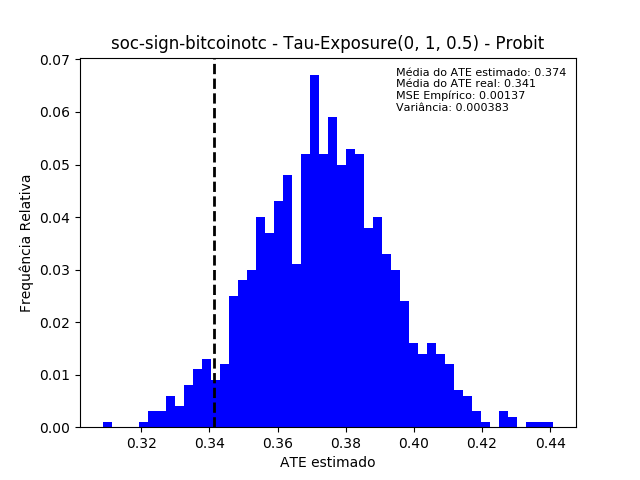 soc-sign-bitcoinotc - Tau-Exposure(0, 1, 0.5) - Probit
Média do ATE estimado: 0.374
Média do ATE real: 0.341
MSE Empírico: 0.00137
Variância: 0.000383
Frequência Relativa
0.07
0.06
0.05
0.04
0.03
0.02
0.01
0.00
0.32 0.34 0.36 0.38 0.40 0.42 0.44
ATE estimado